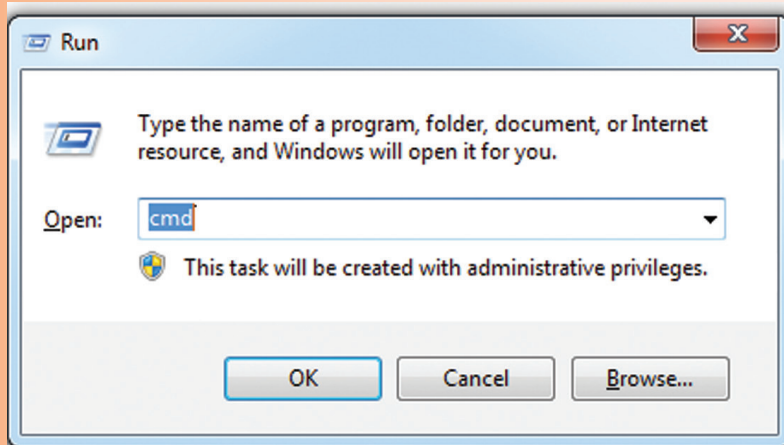 Run
Type the name of a program, folder, document, or Internet
resource, and Windows will open it for you.
Open: cmd
This task will be created with administrative privileges.
OK Cancel Browse...